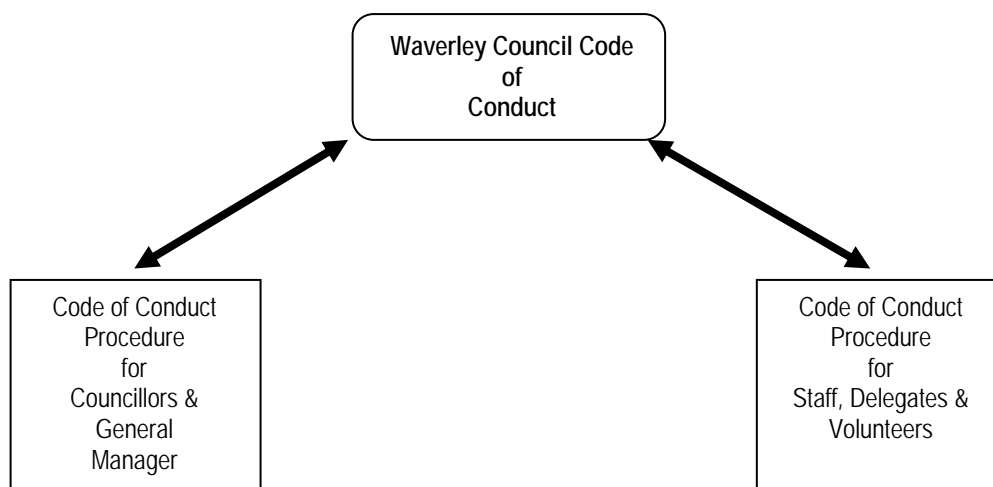 Waverley Council Code
of
Conduct
Code of Conduct
Procedure
for
Councillors &
General
Manager
Code of Conduct
Procedure
for
Staff, Delegates &
Volunteers